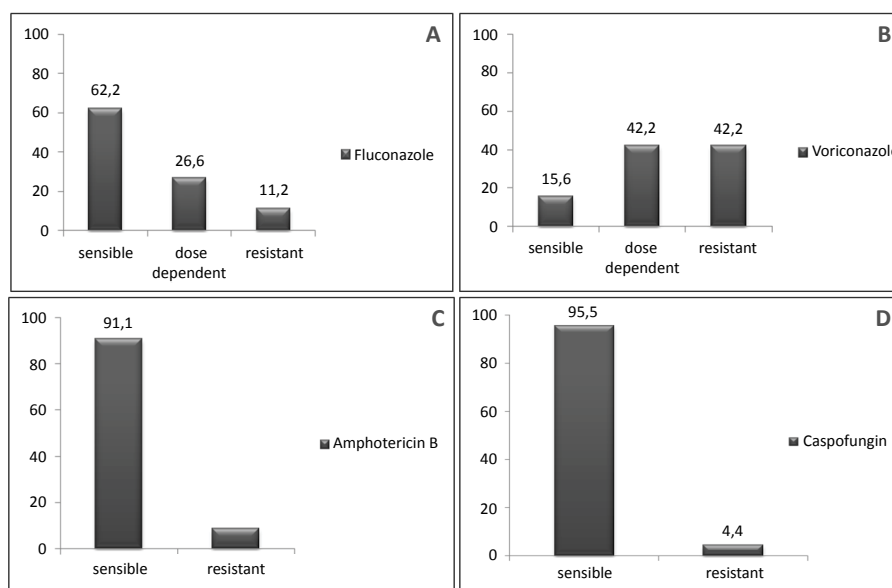 A
100
80
60
40
20
0
62,2
26,6
11,2
sensible
dose
dependent
resistant
Fluconazole
B
100
80
60
40
20
0
15,6
42,2
42,2
sensible
dose
dependent
resistant
Voriconazole
C
100
80
60
40
20
0
91,1
sensible
resistant
Amphotericin B
D
100
80
60
40
20
0
95,5
4,4
sensible
resistant
Caspofungin